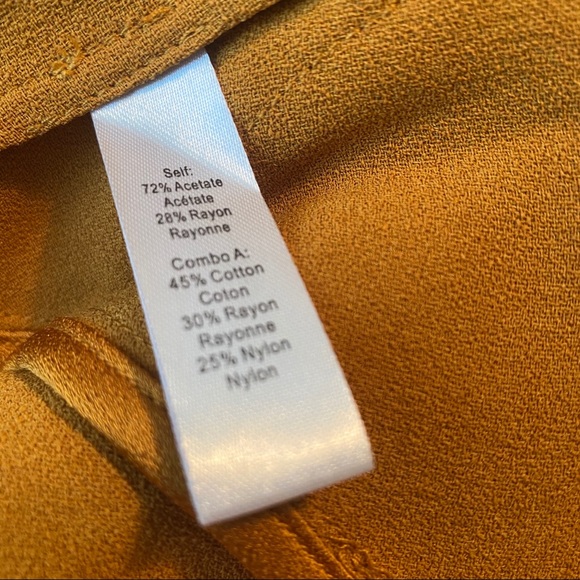 Self:
72% Acetate
Acétate
28% Rayon
Rayonne
Combo A:
45% Cotton
Coton
30% Rayon
Rayonne
25% Nylon
Nylon